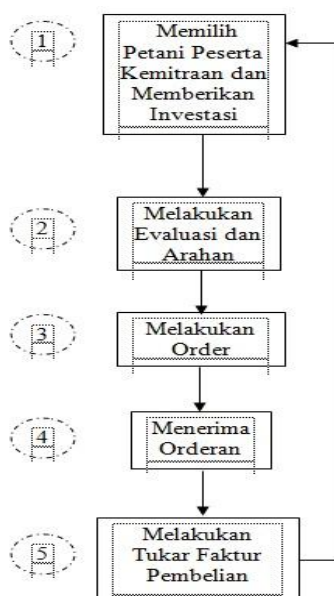 1
Memilih
Petani Peserta
Kemitraan dan
Memberikan
Investasi
2
Melakukan
Evaluasi dan
Arahan
3
Melakukan
Order
4
Menerima
Orderan
5
Melakukan
Tukar Faktur
Pembelian